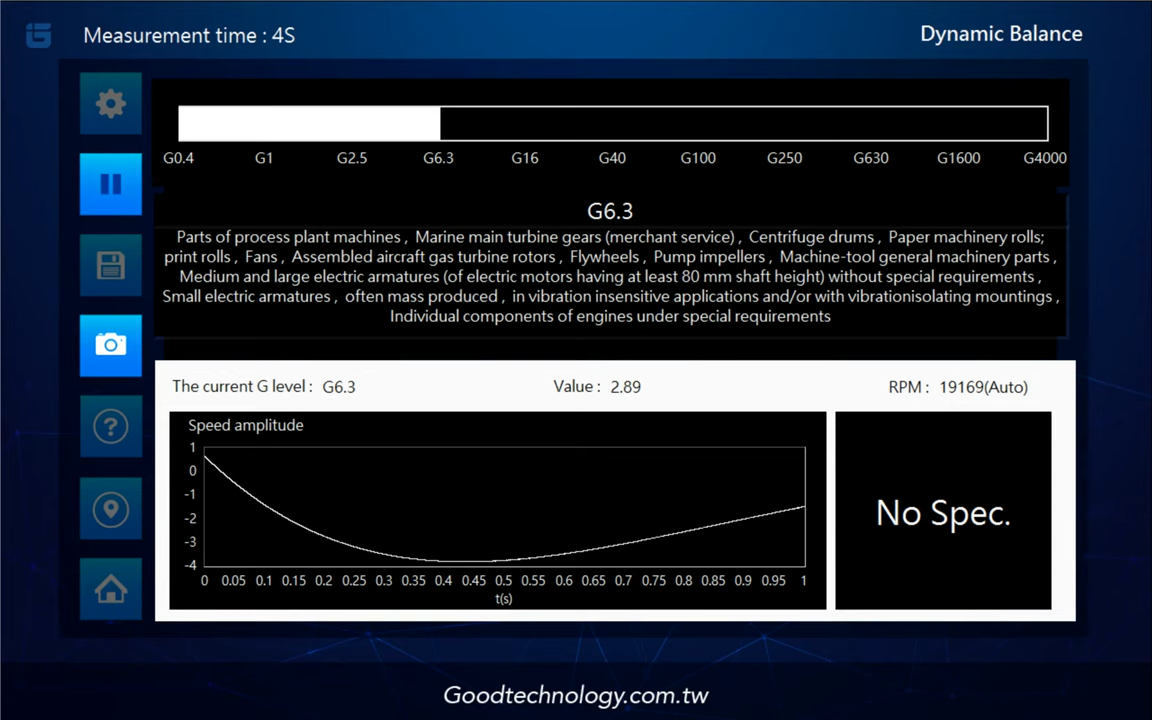 Measurement time : 4S
Dynamic Balance
G0.4 G1 G2.5 G6.3 G16 G40 G100 G250 G630 G1600 G4000
G6.3
Parts of process plant machines , Marine main turbine gears (merchant service) , Centrifuge drums , Paper machinery rolls;
print rolls , Fans , Assembled aircraft gas turbine rotors , Flywheels , Pump impellers , Machine-tool general machinery parts ,
Medium and large electric armatures (of electric motors having at least 80 mm shaft height) without special requirements ,
Small electric armatures , often mass produced , in vibration insensitive applications and/or with vibrationisolating mountings ,
Individual components of engines under special requirements
The current G level : G6.3 Value : 2.89 RPM : 19169(Auto)
Speed amplitude
1
0
-1
-2
-3
-4
0 0.05 0.1 0.15 0.2 0.25 0.3 0.35 0.4 0.45 0.5 0.55 0.6 0.65 0.7 0.75 0.8 0.85 0.9 0.95 1
t(s)
No Spec.
?
Goodtechnology.com.tw